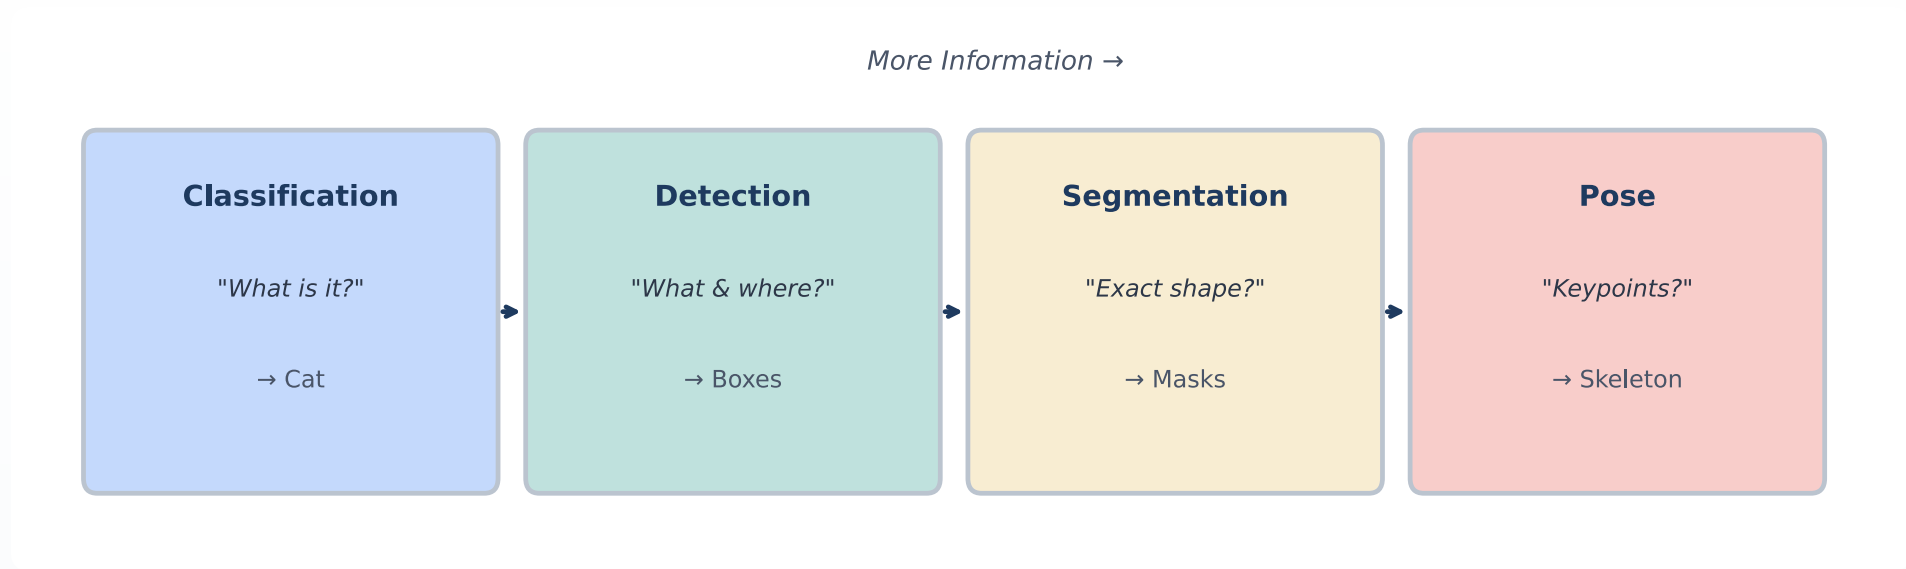 More Information →
Classification
"What is it?"
→ Cat
Detection
"What & where?"
→ Boxes
Segmentation
"Exact shape?"
→ Masks
Pose
"Keypoints?"
→ Skeleton